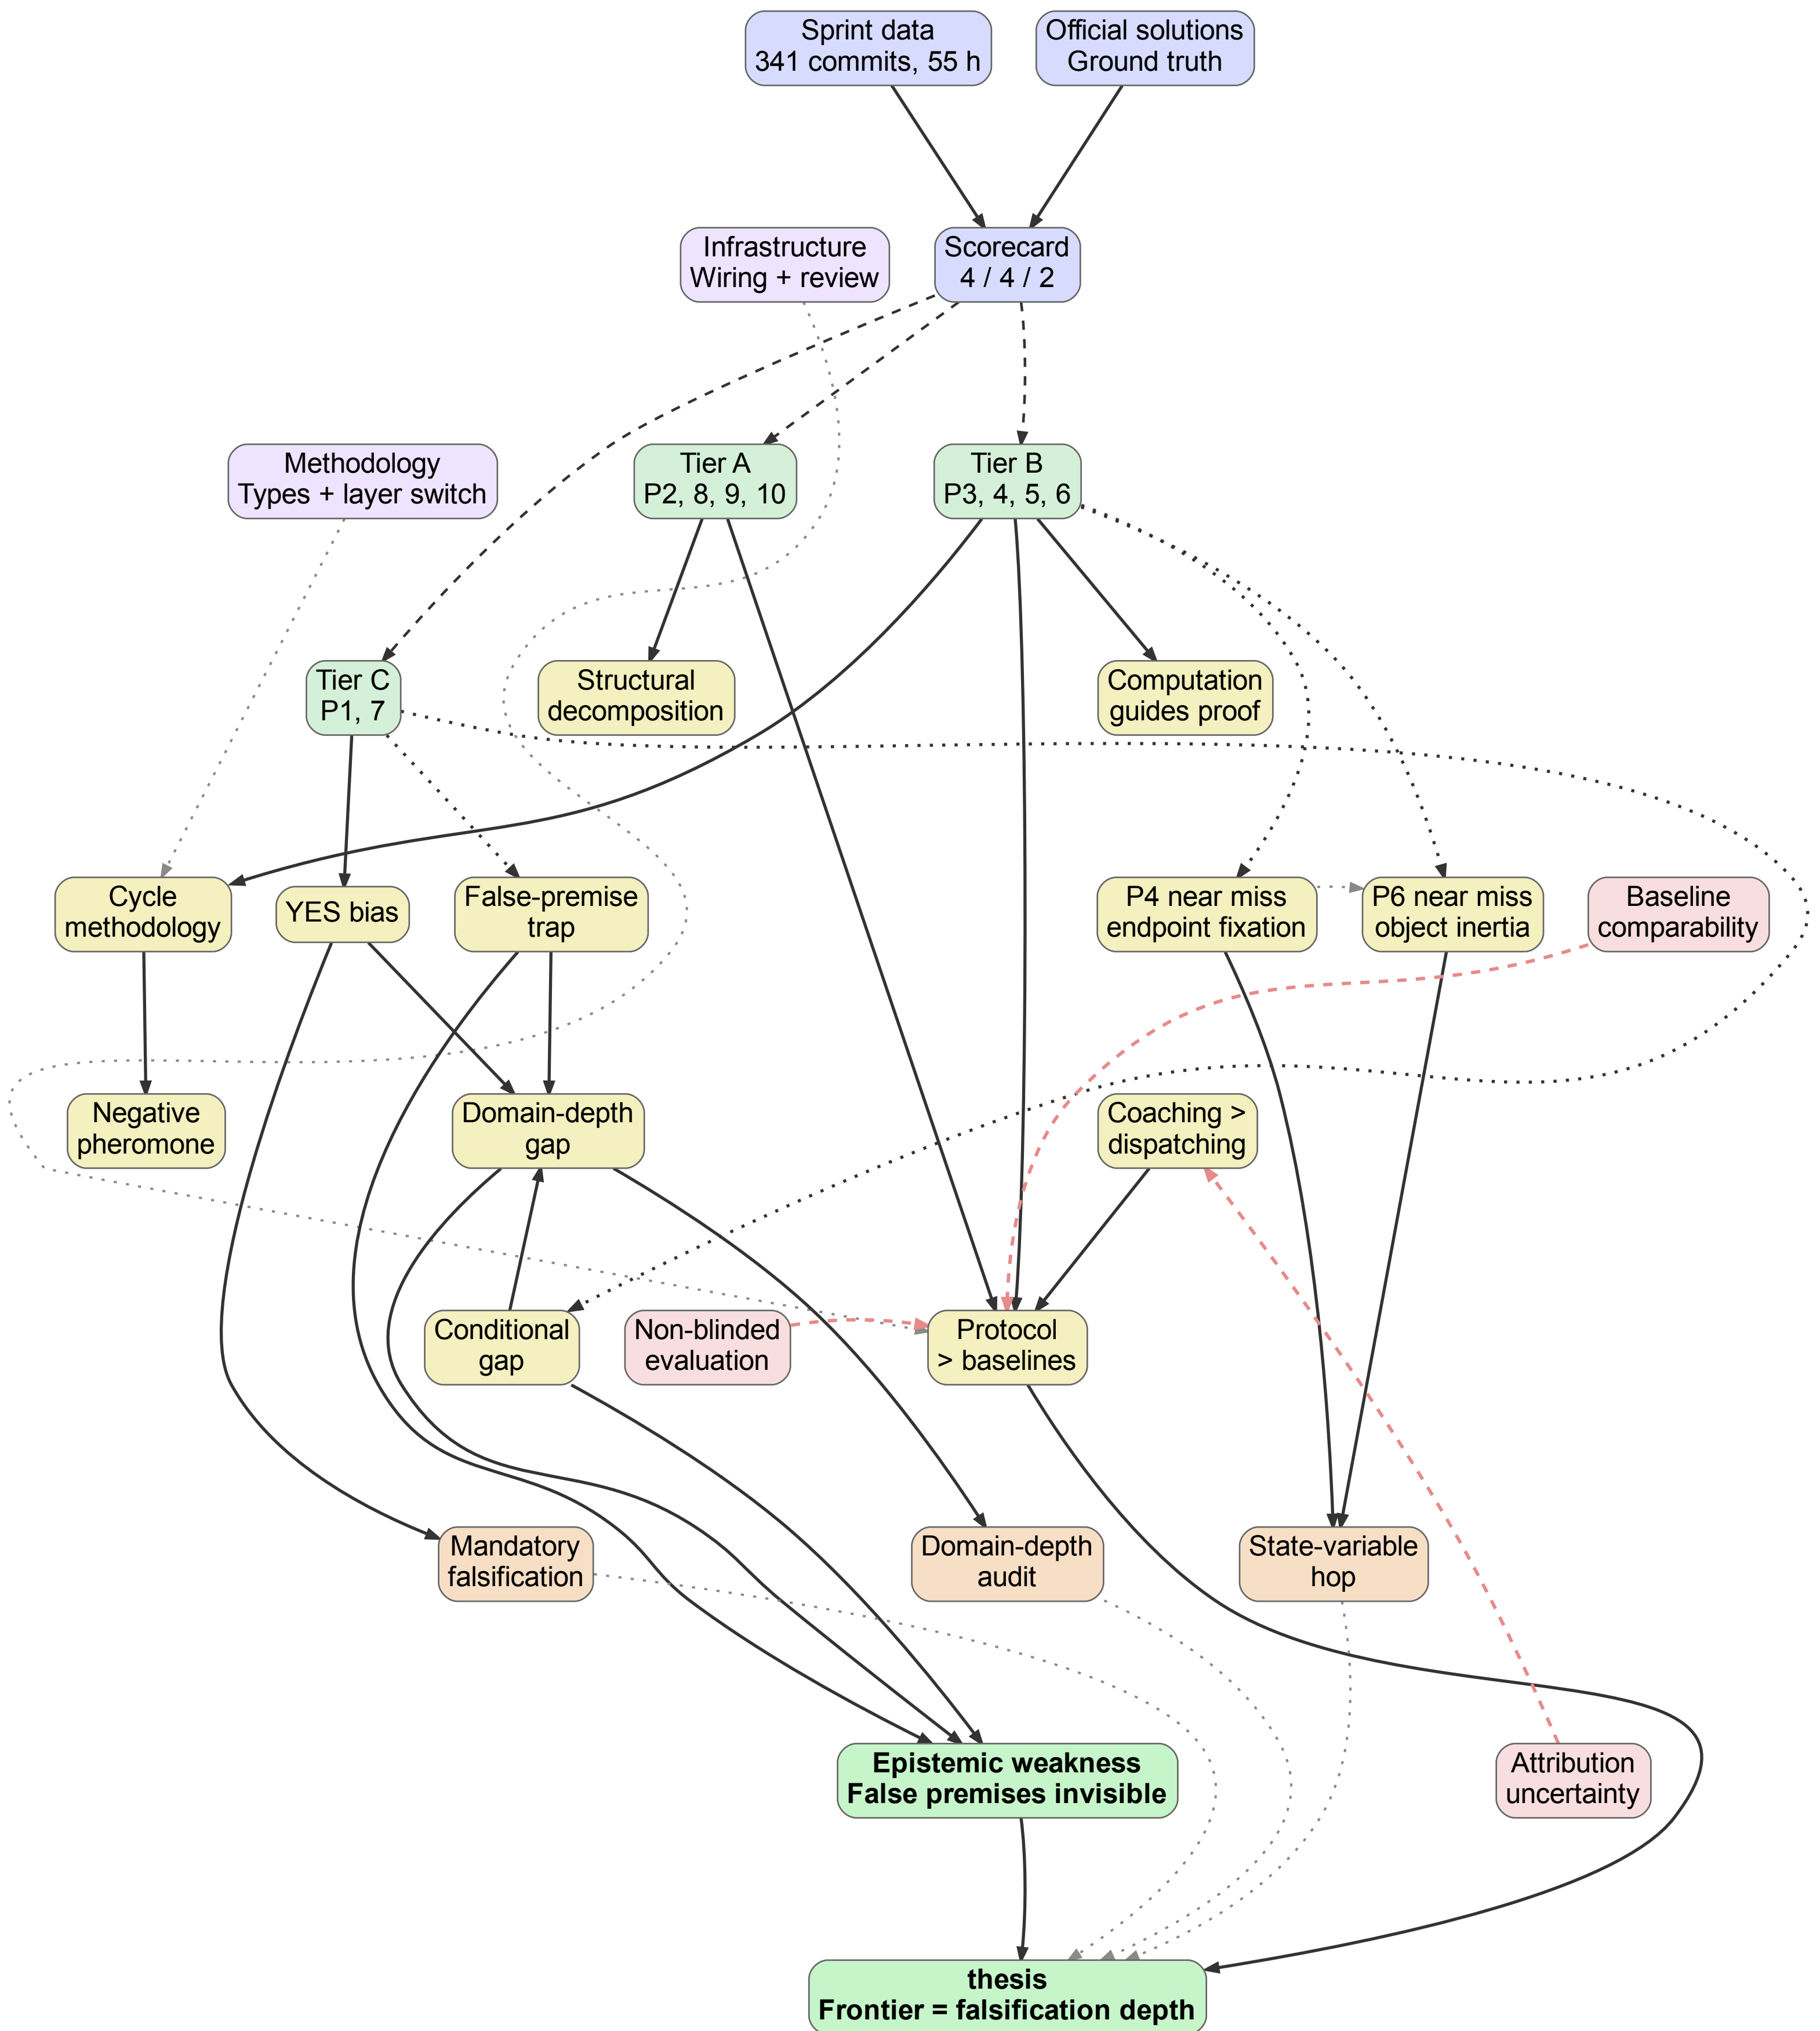 Sprint data
341 commits, 55 h
Official solutions
Ground truth
Infrastructure
Wiring + review
Scorecard
4 / 4 / 2
Methodology
Types + layer switch
Tier A
P2, 8, 9, 10
Tier B
P3, 4, 5, 6
Tier C
P1, 7
Structural
decomposition
Computation
guides proof
Cycle
methodology
YES bias
False-premise
trap
P4 near miss
endpoint fixation
P6 near miss
object inertia
Baseline
comparability
Negative
pheromone
Domain-depth
gap
Coaching >
dispatching
Conditional
gap
Non-blinded
evaluation
Protocol
> baselines
Mandatory
falsification
Domain-depth
audit
State-variable
hop
Epistemic weakness
False premises invisible
Attribution
uncertainty
thesis
Frontier = falsification depth